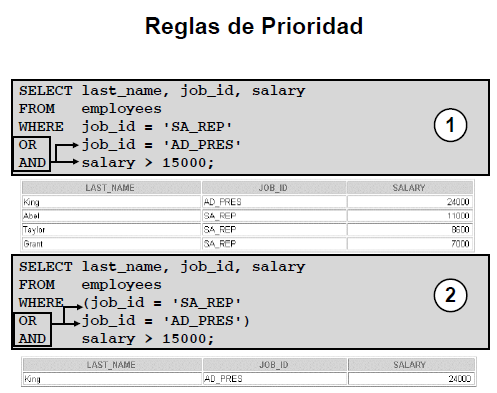 Reglas de Prioridad
SELECT last_name, job_id, salary
FROM employees
WHERE job_id = 'SA_REP'
OR job_id = 'AD_PRES'
AND salary > 15000;
1
LAST_NAME JOB_ID SALARY
King AD_PRES 24000
Abel SA_REP 11000
Taylor SA_REP 8600
Grant SA_REP 7000
SELECT last_name, job_id, salary
FROM employees
WHERE (job_id = 'SA_REP'
OR job_id = 'AD_PRES')
AND salary > 15000;
2
LAST_NAME JOB_ID SALARY
King AD_PRES 24000